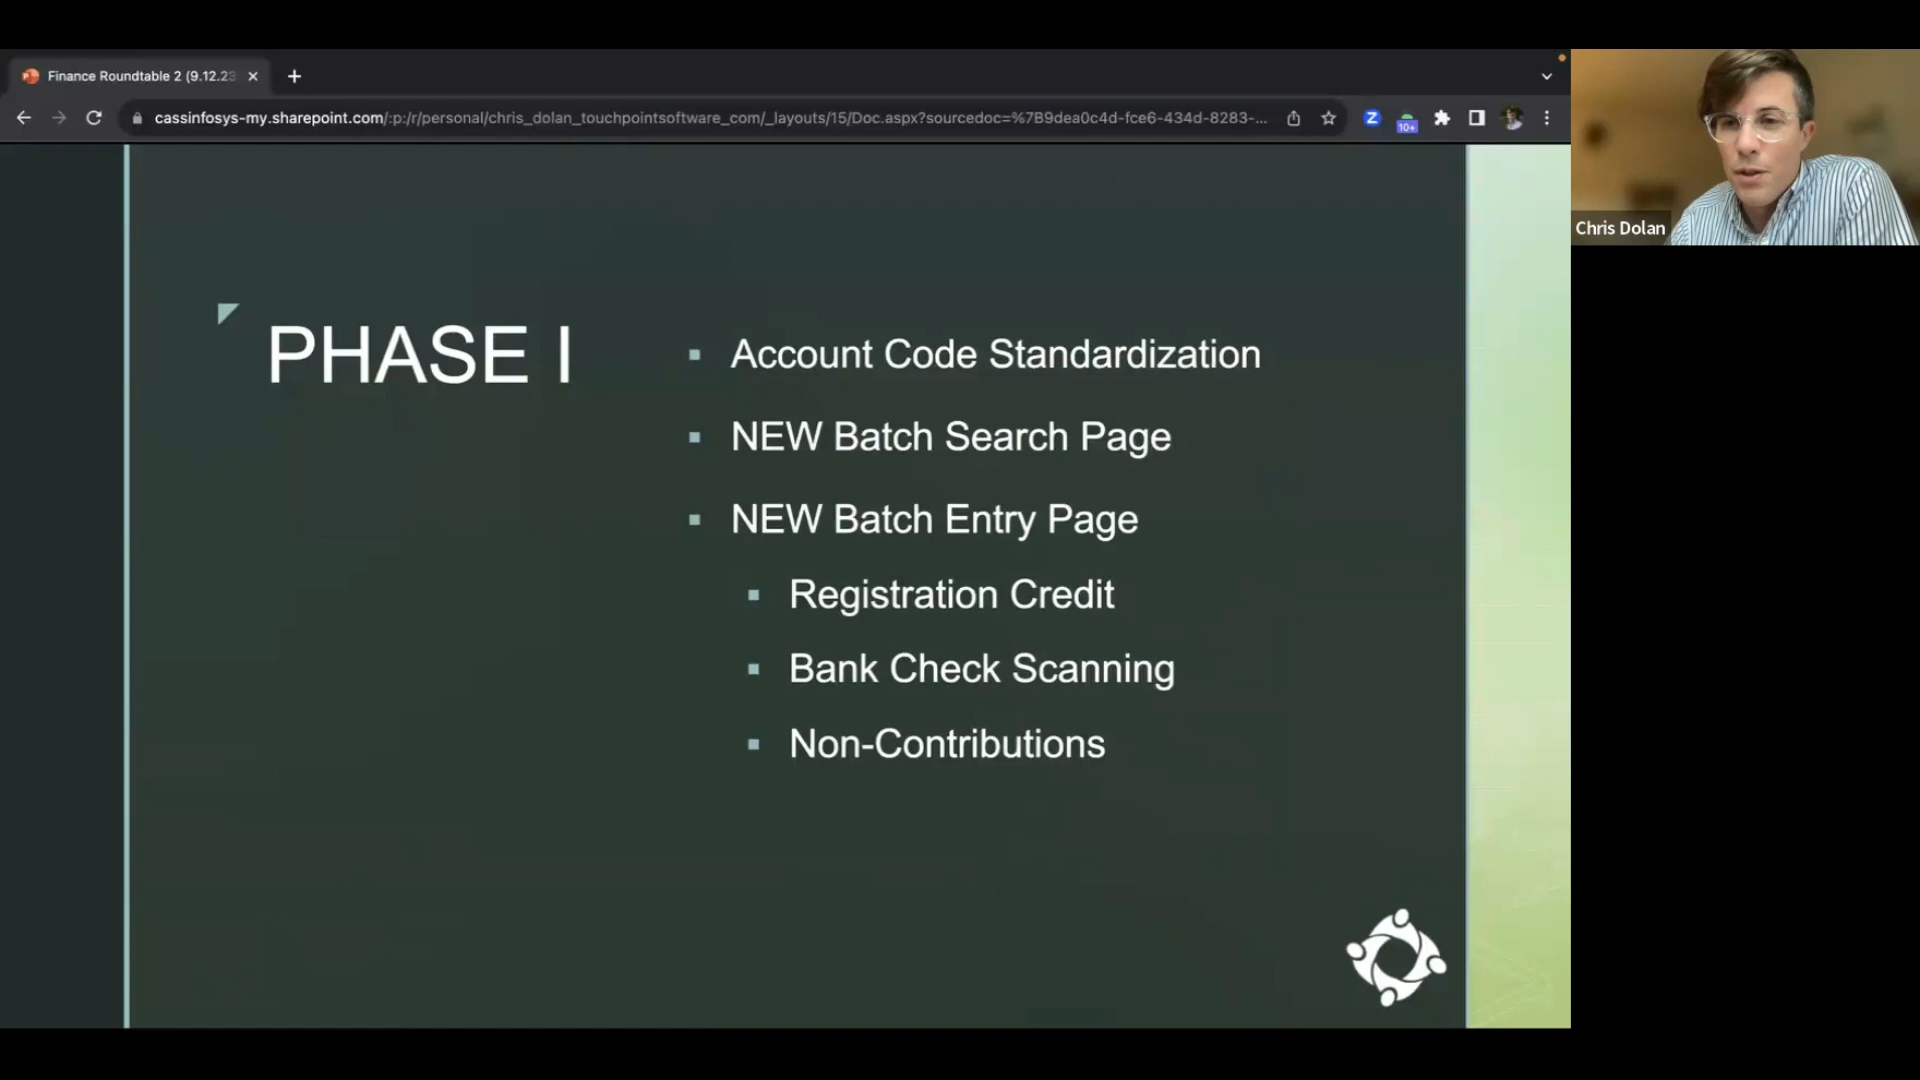 Finance Roundtable 2 (9.12.23
cassinfosys-my.sharepoint.com/:p:/r/personal/chris_dolan_touchpointsoftware_com/_layouts/15/Doc.aspx?sourcedoc=%7B9dea0c4d-fce6-434d-8283-...
Z
10+
Chris Dolan
PHASE I
Account Code Standardization
NEW Batch Search Page
NEW Batch Entry Page
Registration Credit
Bank Check Scanning
Non-Contributions